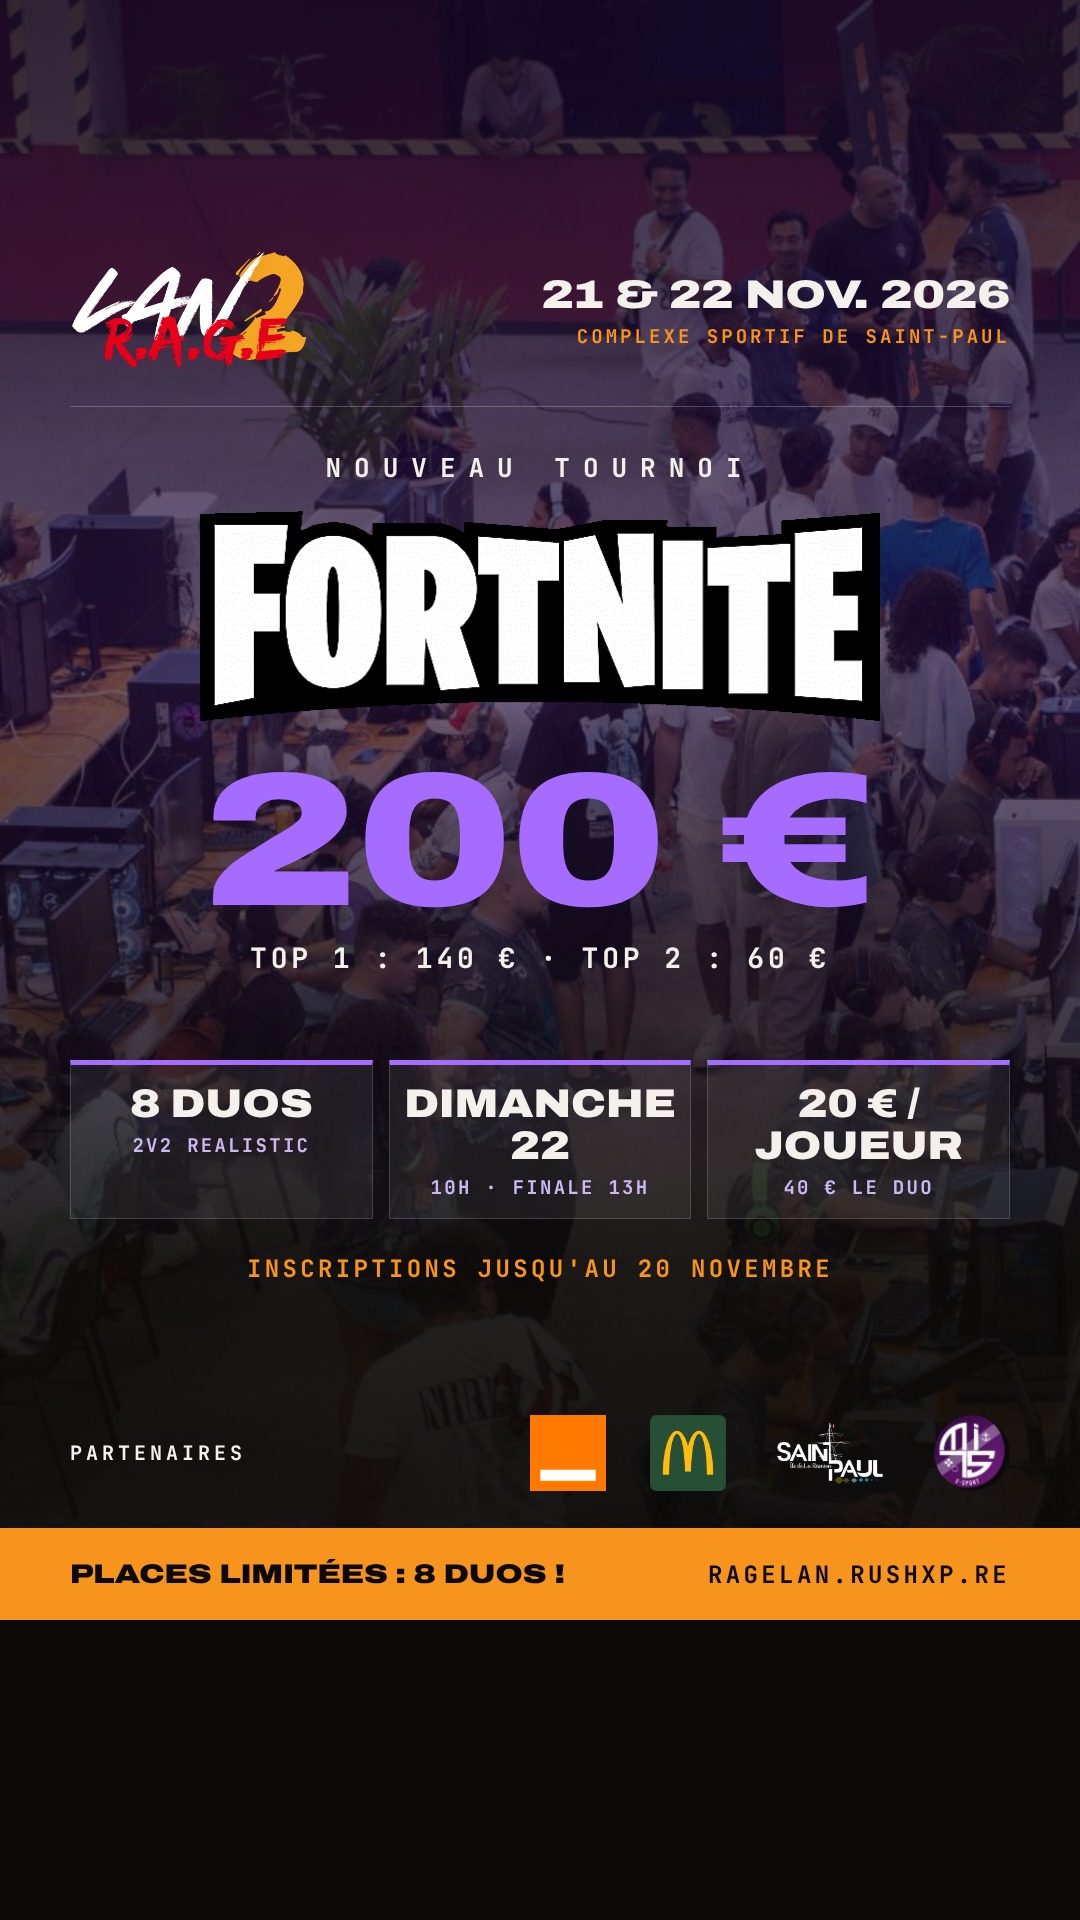 LAN 2
R.A.G.E
21 & 22 NOV. 2026
COMPLEXE SPORTIF DE SAINT-PAUL
NOUVEAU TOURNOI
FORTNITE
200 €
TOP 1 : 140 € · TOP 2 : 60 €
8 DUOS
2V2 REALISTIC
DIMANCHE
22
10H · FINALE 13H
20 € /
JOUEUR
40 € LE DUO
INSCRIPTIONS JUSQU'AU 20 NOVEMBRE
PARTENAIRES
SAINT
PAUL
E-SPORT
PLACES LIMITÉES : 8 DUOS !
RAGELAN.RUSHXP.RE